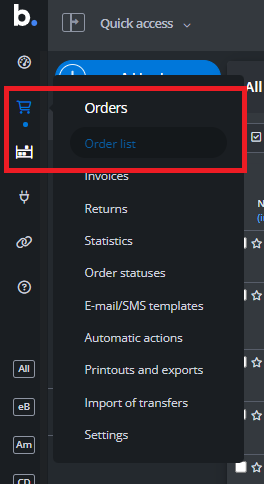 b.
Quick access
All
Orders
Order list
Invoices
Returns
Statistics
Order statuses
E-mail/SMS templates
Automatic actions
Printouts and exports
Import of transfers
Settings
All
eB
Am
CD